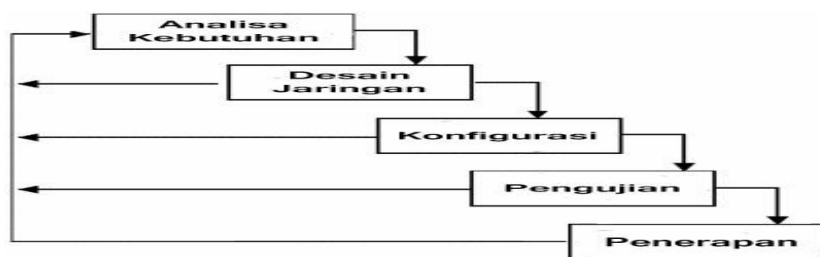 Analisa
Kebutuhan
Desain
Jaringan
Konfigurasi
Pengujian
Penerapan